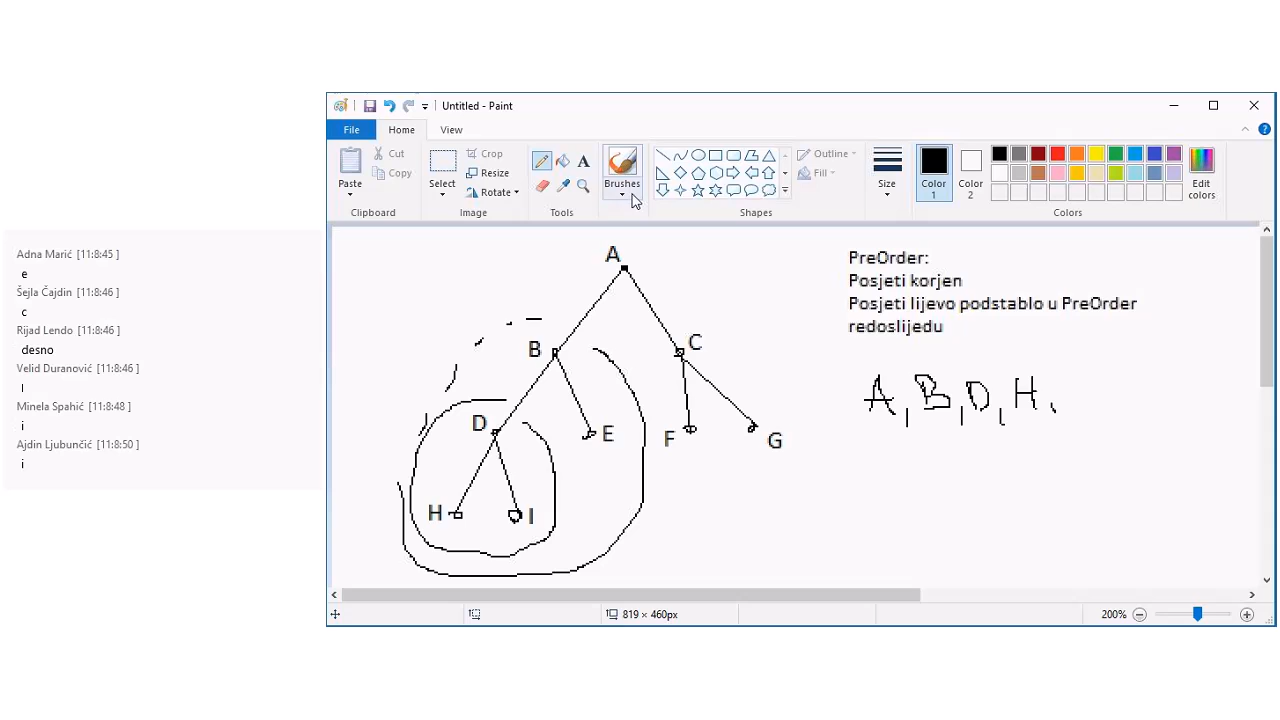 Untitled - Paint
File Home View
Cut
Copy
Paste
Clipboard
Crop
Resize
Rotate
Select
Image
A
Tools
Brushes
Outline
Fill
Shapes
Size
Color
1
Color
2
Edit
colors
Colors
Adna Marić [11:8:45 ]
e
Šejla Čajdin [11:8:46 ]
c
Rijad Lendo [11:8:46 ]
desno
Velid Duranović [11:8:46 ]
I
Minela Spahić [11:8:48 ]
i
Ajdin Ljubunčić [11:8:50 ]
i
A
B
C
D
E
F
G
H
I
PreOrder:
Posjeti korjen
Posjeti lijevo podstablo u PreOrder
redoslijedu
A, B, D, H,
819 × 460px
200%